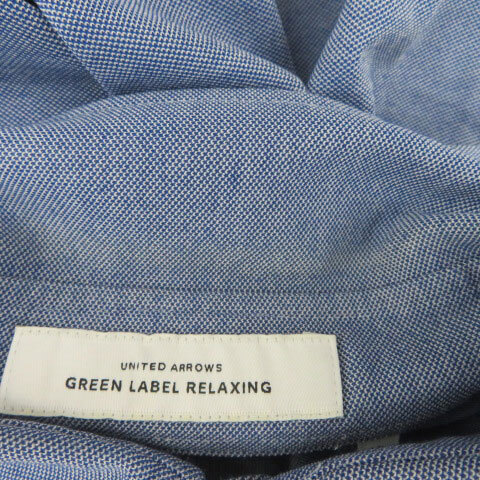 UNITED ARROWS
GREEN LABEL RELAXING